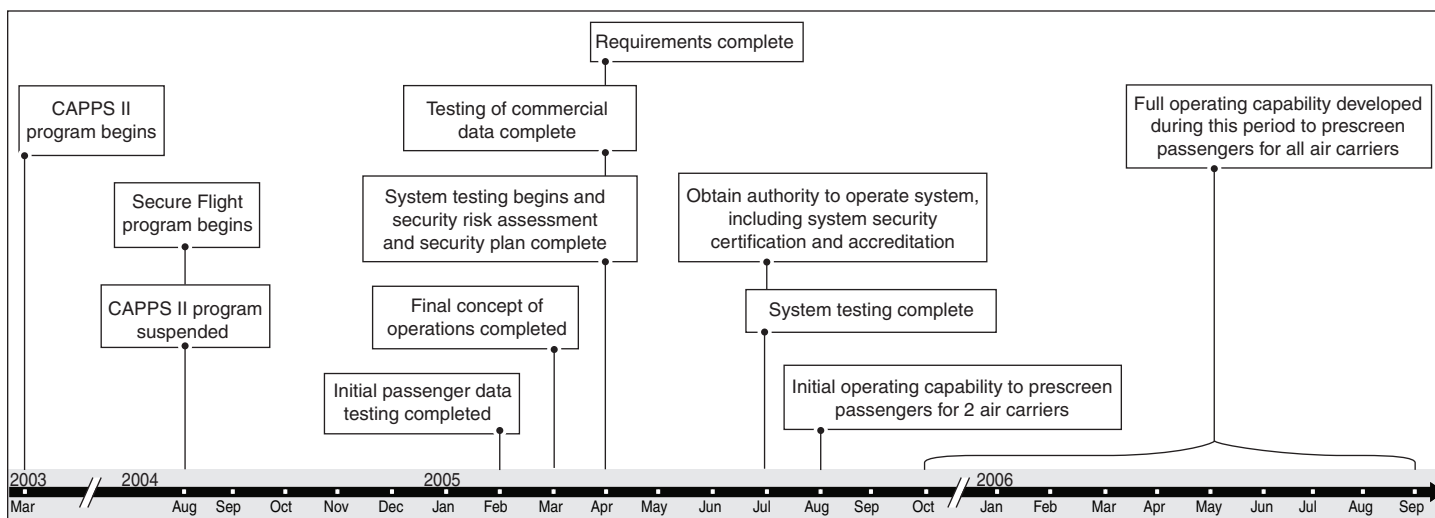 Requirements complete
CAPPS II
program begins
Testing of commercial
data complete
Full operating capability developed
during this period to prescreen
passengers for all air carriers
Secure Flight
program begins
System testing begins and
security risk assessment
and security plan complete
Obtain authority to operate system,
including system security
certification and accreditation
CAPPS II program
suspended
Final concept of
operations completed
System testing complete
Initial passenger data
testing completed
Initial operating capability to prescreen
passengers for 2 air carriers
2003 2004 2005 2006
Mar Aug Sep Oct Nov Dec Jan Feb Mar Apr May Jun Jul Aug Sep Oct Jan Feb Mar Apr May Jun Jul Aug Sep